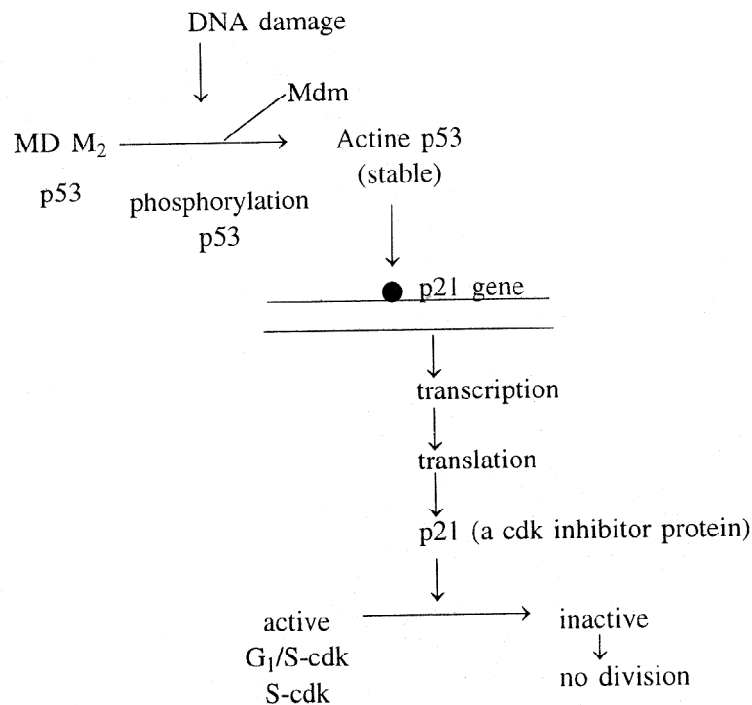 DNA damage
Mdm
MD M₂
Actine p53
(stable)
p53
phosphorylation
p53
p21 gene
transcription
translation
p21 (a cdk inhibitor protein)
active
inactive
G₁/S-cdk
S-cdk
no division